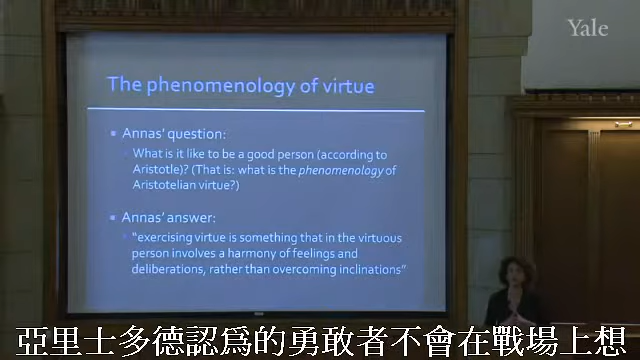 Yale
The phenomenology of virtue
Annas' question:
What is it like to be a good person (according to
Aristotle)? (That is: what is the phenomenology of
Aristotelian virtue?)
Annas' answer:
"exercising virtue is something that in the virtuous
person involves a harmony of feelings and
deliberations, rather than overcoming inclinations"
亞里士多德認爲的勇敢者不會在戰場上想